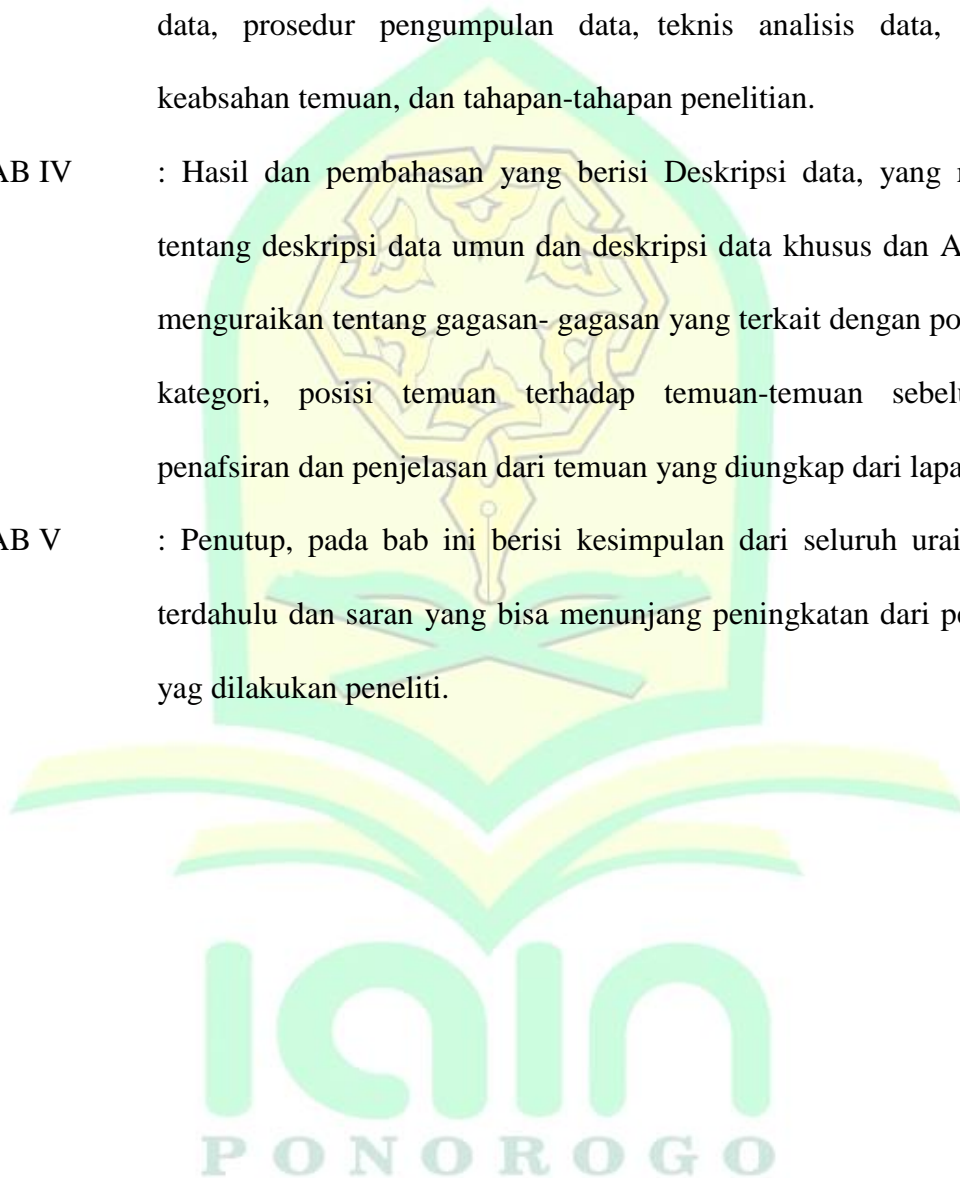 data, prosedur pengumpulan data, teknis analisis data,
keabsahan temuan, dan tahapan-tahapan penelitian.
AB IV : Hasil dan pembahasan yang berisi Deskripsi data, yang
tentang deskripsi data umun dan deskripsi data khusus dan A
menguraikan tentang gagasan- gagasan yang terkait dengan po
kategori, posisi temuan terhadap temuan-temuan sebel
penafsiran dan penjelasan dari temuan yang diungkap dari lapa
AB V : Penutup, pada bab ini berisi kesimpulan dari seluruh urai
terdahulu dan saran yang bisa menunjang peningkatan dari pe
yag dilakukan peneliti.
iain
PONOROGO